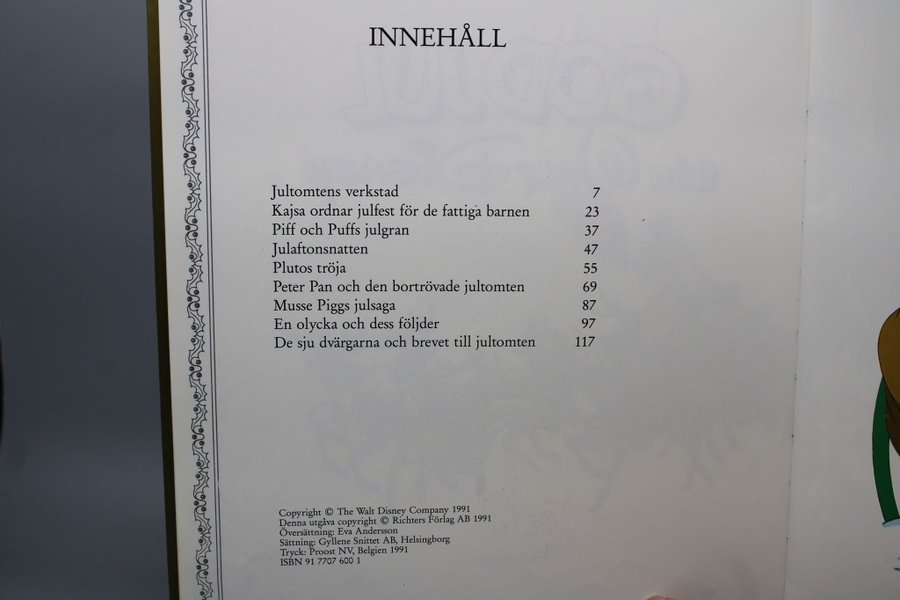 INNEHÅLL
Jultomtens verkstad 7
Kajsa ordnar julfest för de fattiga barnen 23
Piff och Puffs julgran 37
Julaftonsnatten 47
Plutos tröja 55
Peter Pan och den bortrövade jultomten 69
Musse Piggs julsaga 87
En olycka och dess följder 97
De sju dvärgarna och brevet till jultomten 117
Copyright © The Walt Disney Company 1991
Denna utgåva copyright © Richters Förlag AB 1991
Översättning: Eva Andersson
Sättning: Gyllene Snittet AB, Helsingborg
Tryck: Proost NV, Belgien 1991
ISBN 91 7707 600 1